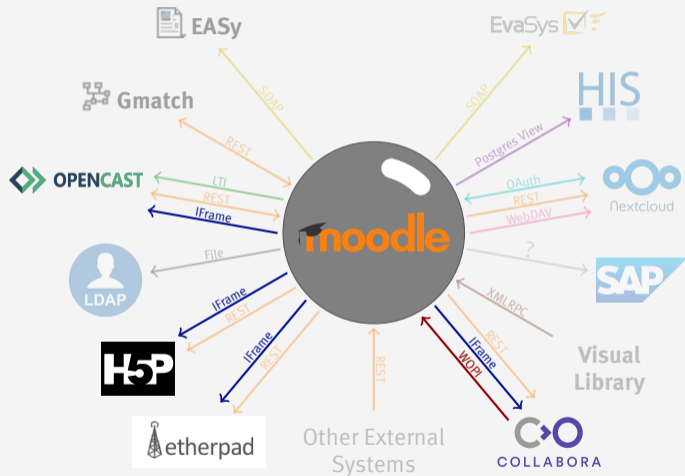 EASy
EvaSys
SOAP
SOAP
HIS
Gmatch
REST
Postgres View
OPENCAST
LTI
REST
IFrame
OAuth
REST
WebDAV
Nextcloud
moodle
File
LDAP
?
SAP
IFrame
REST
XMLRPC
H5P
IFrame
REST
REST
IFrame
WOPI
REST
Visual
Library
etherpad
Other External
Systems
COLLABORA